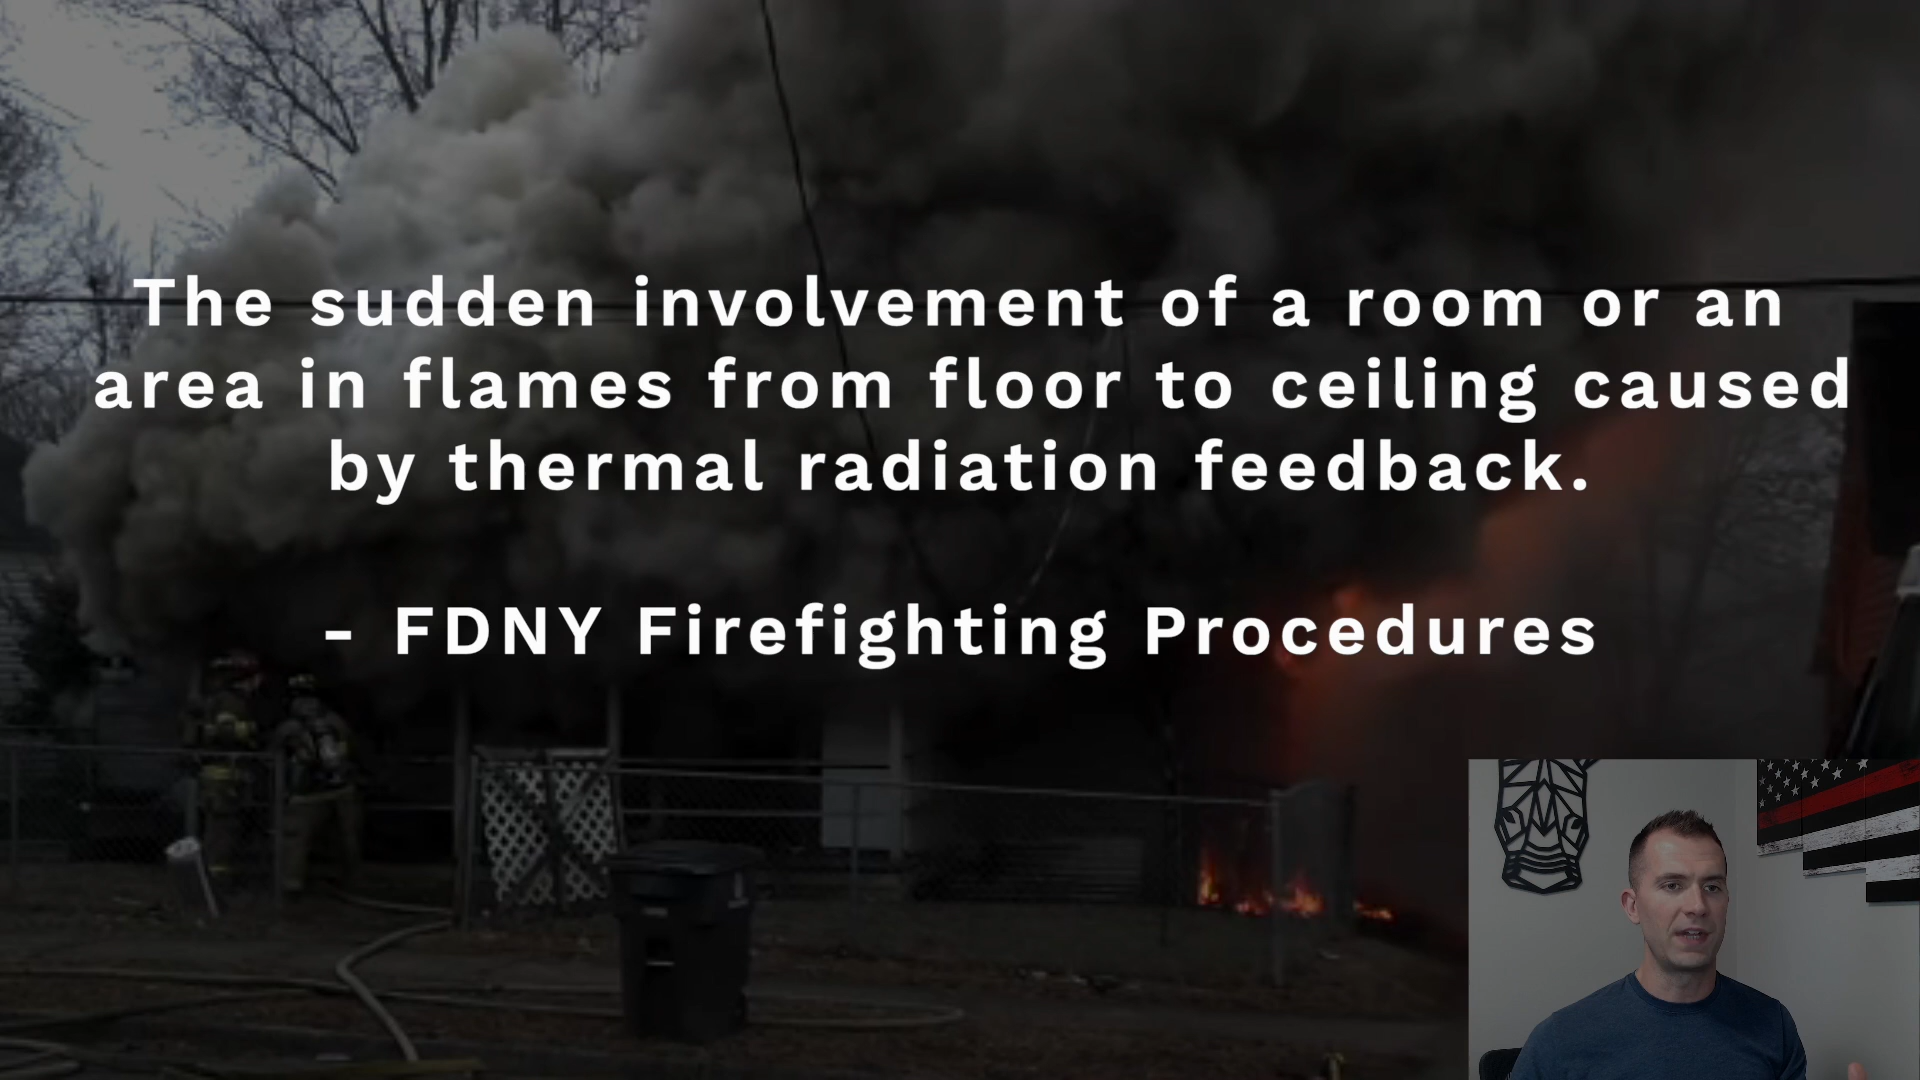 The sudden involvement of a room or an
area in flames from floor to ceiling caused
by thermal radiation feedback.
- FDNY Firefighting Procedures